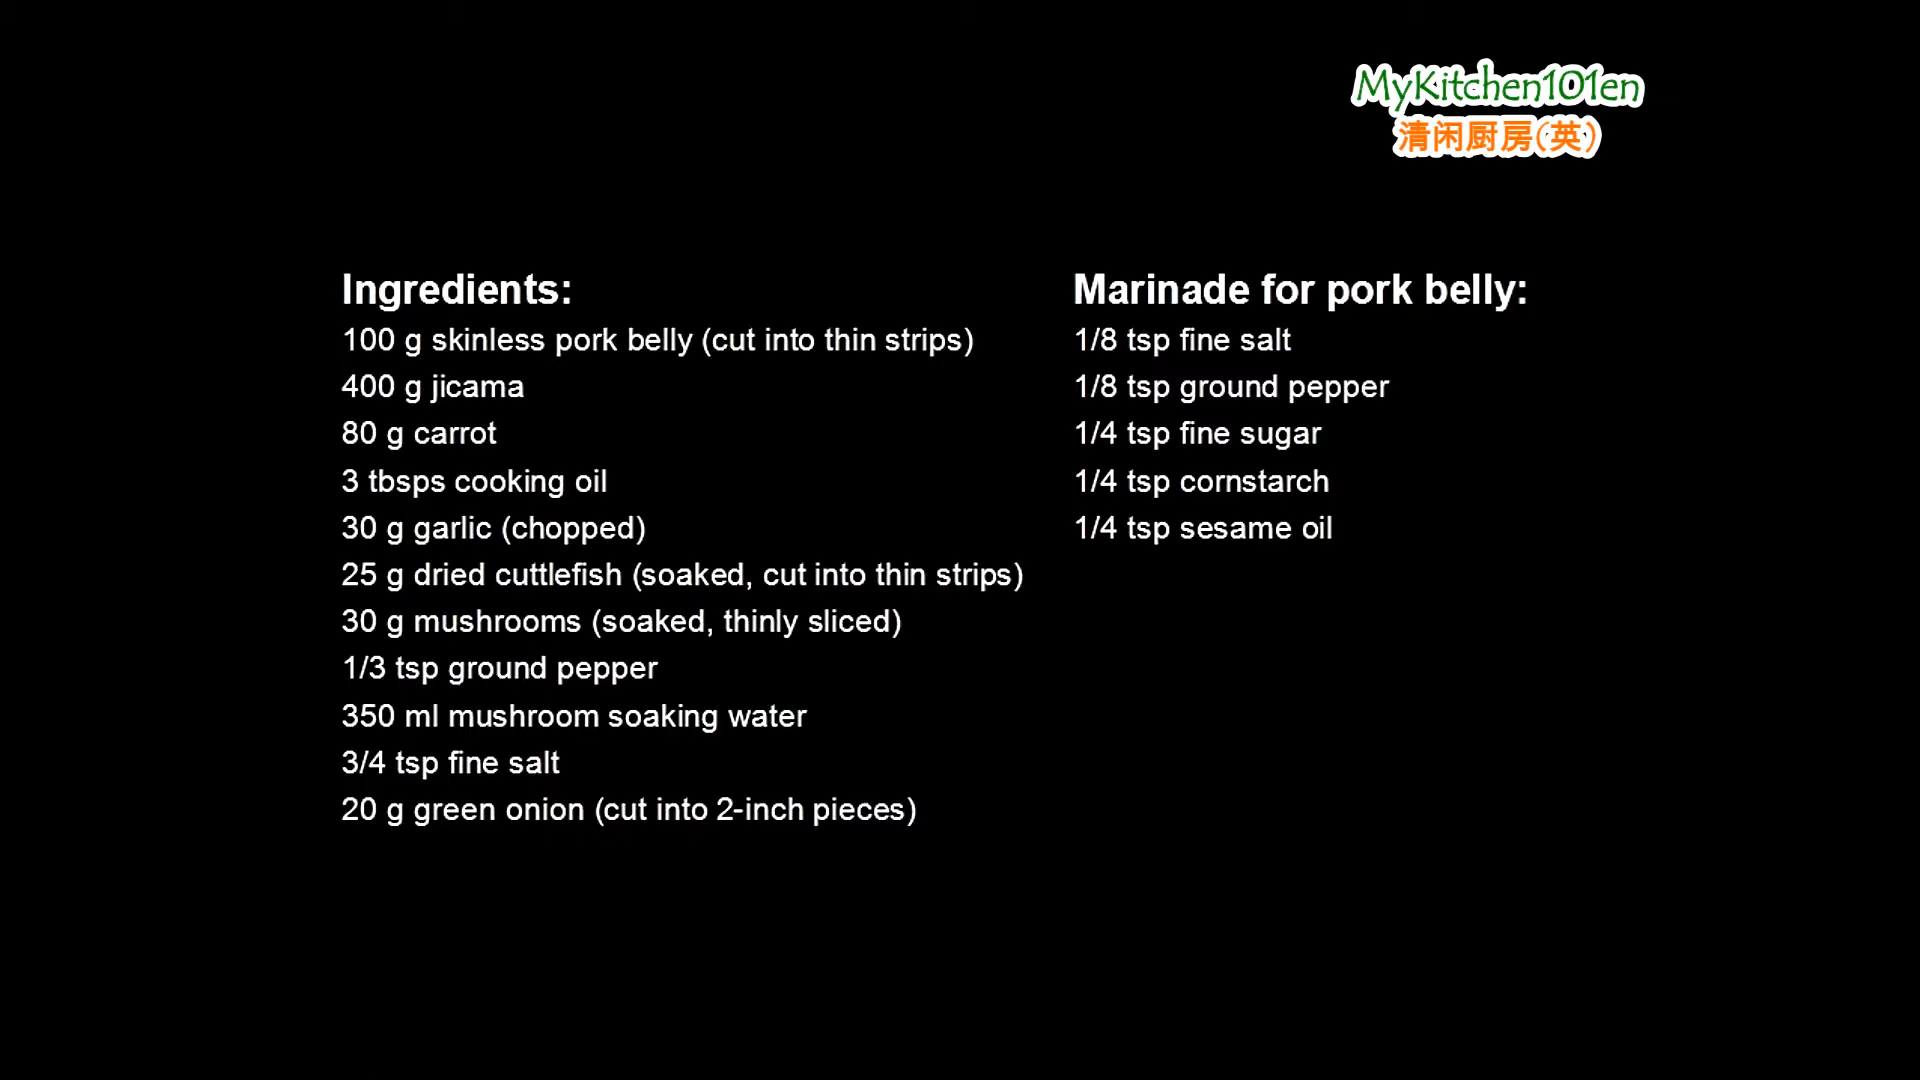 MyKitchen101en
清闲厨房(英)
Ingredients:
100 g skinless pork belly (cut into thin strips)
400 g jicama
80 g carrot
3 tbsps cooking oil
30 g garlic (chopped)
25 g dried cuttlefish (soaked, cut into thin strips)
30 g mushrooms (soaked, thinly sliced)
1/3 tsp ground pepper
350 ml mushroom soaking water
3/4 tsp fine salt
20 g green onion (cut into 2-inch pieces)
Marinade for pork belly:
1/8 tsp fine salt
1/8 tsp ground pepper
1/4 tsp fine sugar
1/4 tsp cornstarch
1/4 tsp sesame oil